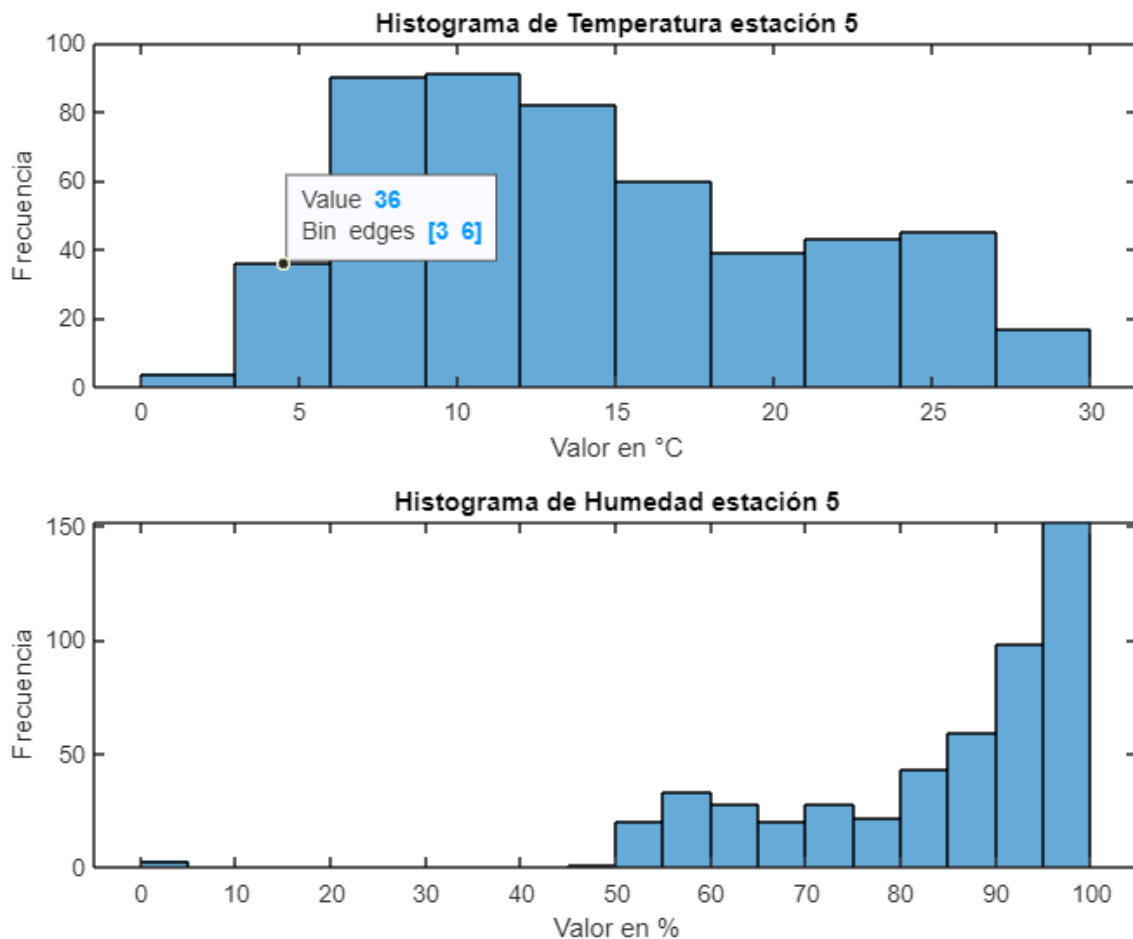 Histograma de Temperatura estación 5
100
80
60
40
20
0
Frecuencia
Value 36
Bin edges [3 6]
0 5 10 15 20 25 30
Valor en °C
Histograma de Humedad estación 5
150
100
50
0
Frecuencia
0 10 20 30 40 50 60 70 80 90 100
Valor en %